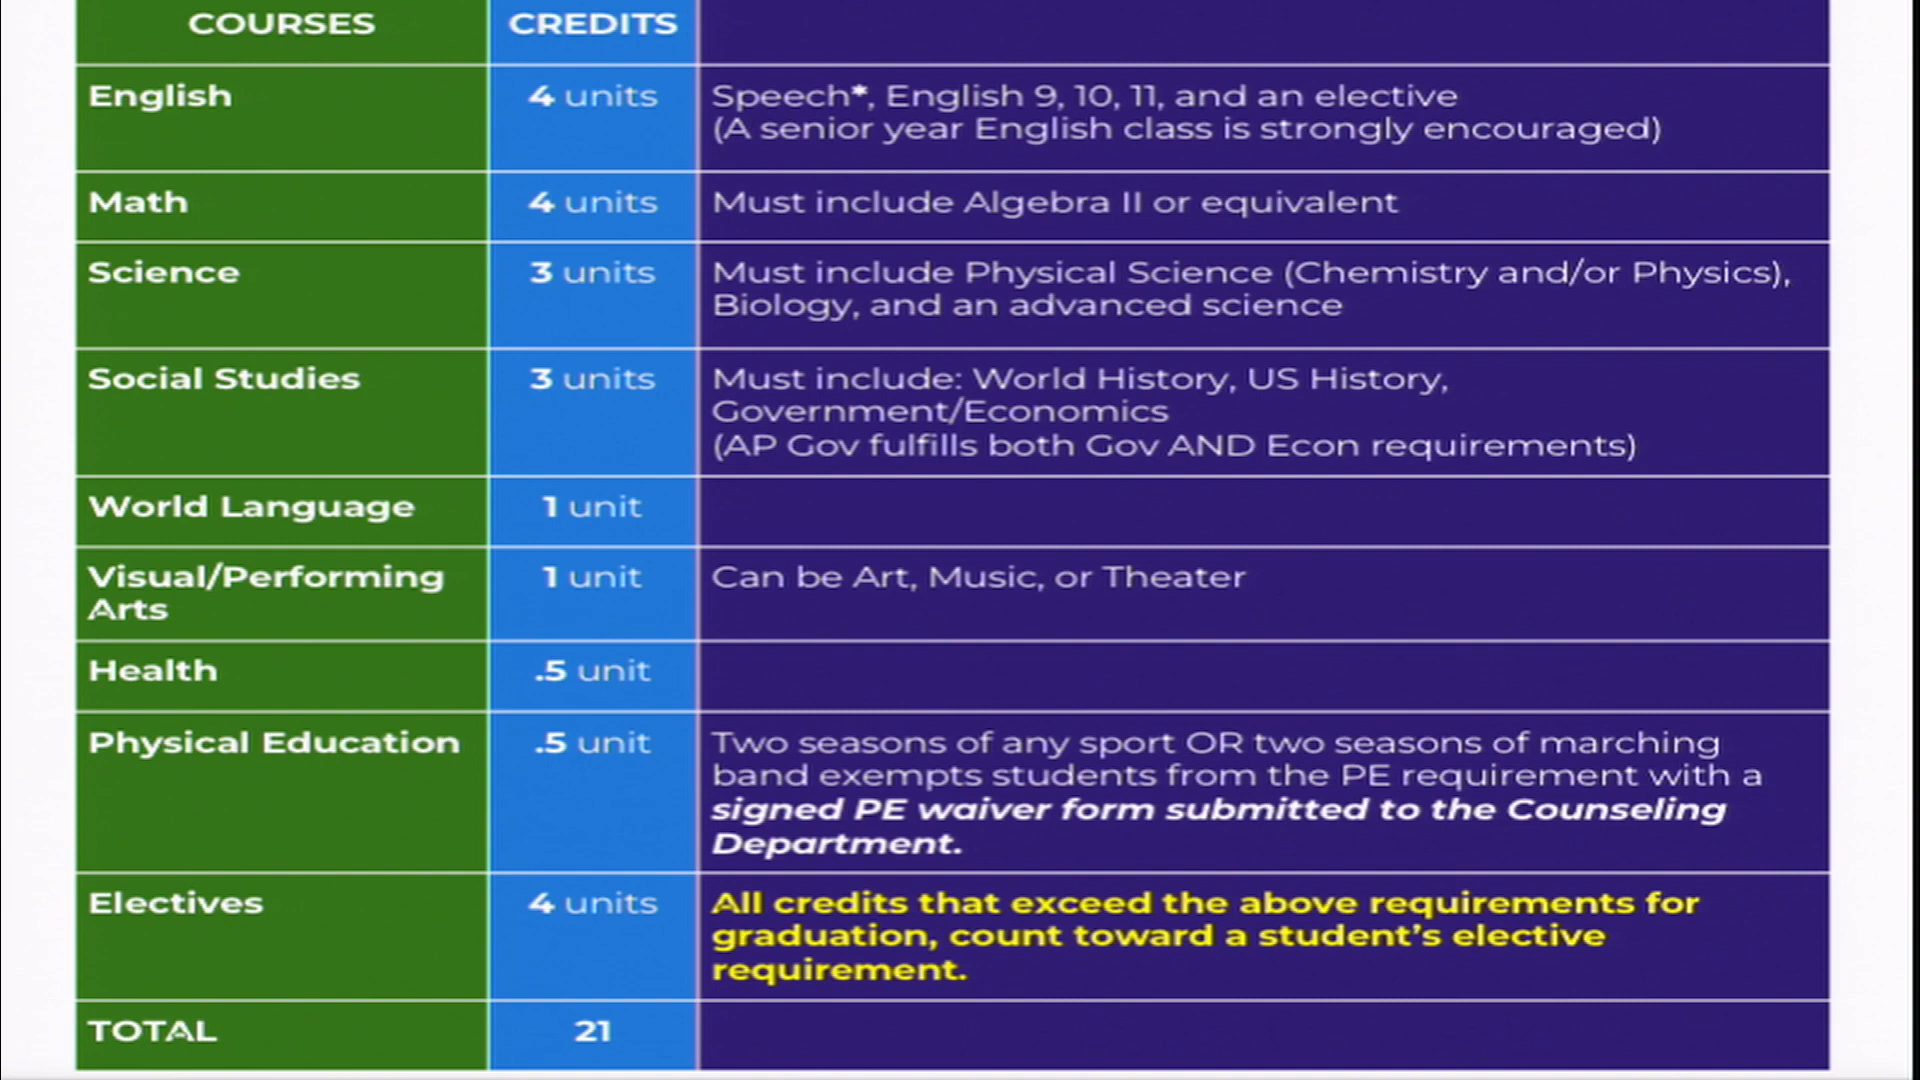 COURSES CREDITS
English 4 units Speech*, English 9, 10, 11, and an elective
(A senior year English class is strongly encouraged)
Math 4 units Must include Algebra II or equivalent
Science 3 units Must include Physical Science (Chemistry and/or Physics),
Biology, and an advanced science
Social Studies 3 units Must include: World History, US History,
Government/Economics
(AP Gov fulfills both Gov AND Econ requirements)
World Language 1 unit
Visual/Performing 1 unit Can be Art, Music, or Theater
Arts
Health .5 unit
Physical Education .5 unit Two seasons of any sport OR two seasons of marching
band exempts students from the PE requirement with a
signed PE waiver form submitted to the Counseling
Department.
Electives 4 units All credits that exceed the above requirements for
graduation, count toward a student's elective
requirement.
TOTAL 21